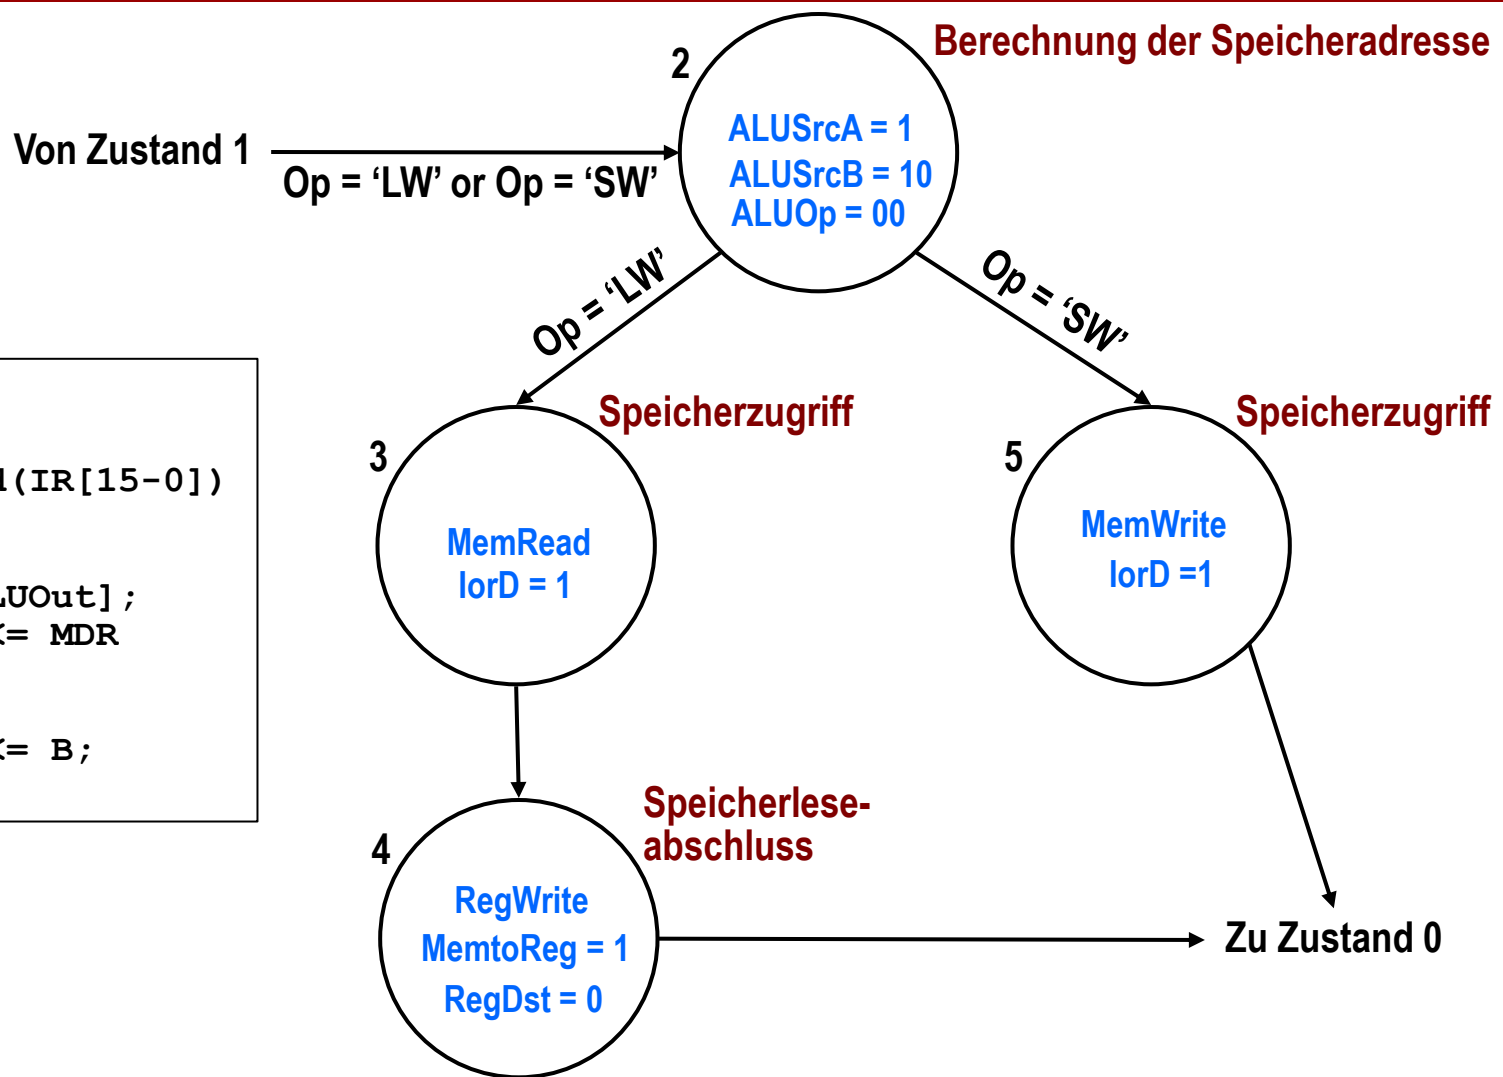 Berechnung der Speicheradresse
2
ALUSrcA = 1
ALUSrcB = 10
ALUOp = 00
Von Zustand 1
Op = ‘LW’ or Op = ‘SW’
Op = ‘LW’
Op = ‘SW’
(IR[15-0])
LUOut];
<= MDR
<= B;
Speicherzugriff
3
MemRead
IorD = 1
Speicherzugriff
5
MemWrite
IorD =1
Speicherlese-
abschluss
4
RegWrite
MemtoReg = 1
RegDst = 0
Zu Zustand 0